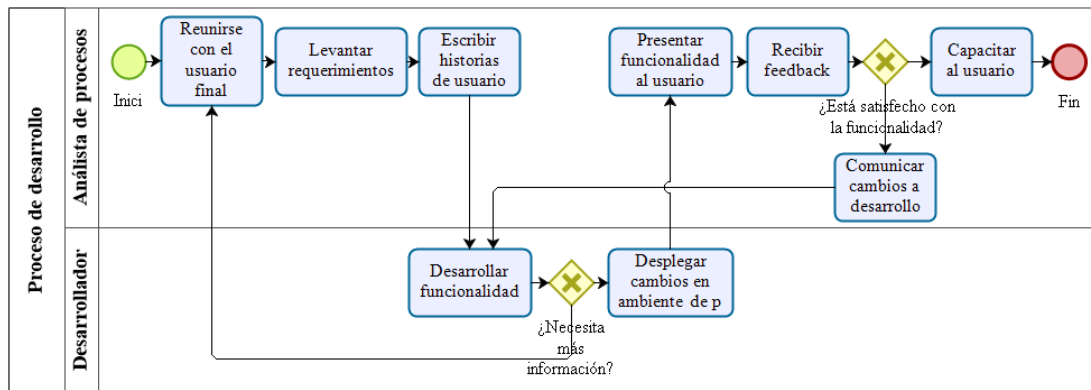 Proceso de desarrollo
Análista de procesos
Inici
Reunirse
con el
usuario
final
Levantar
requerimientos
Escribir
historias
de usuario
Presentar
funcionalidad
al usuario
Recibir
feedback
¿Está satisfecho con
la funcionalidad?
Capacitar
al usuario
Fin
Comunicar
cambios a
desarrollo
Desarrollador
Desarrollar
funcionalidad
¿Necesita
más
información?
Desplegar
cambios en
ambiente de p